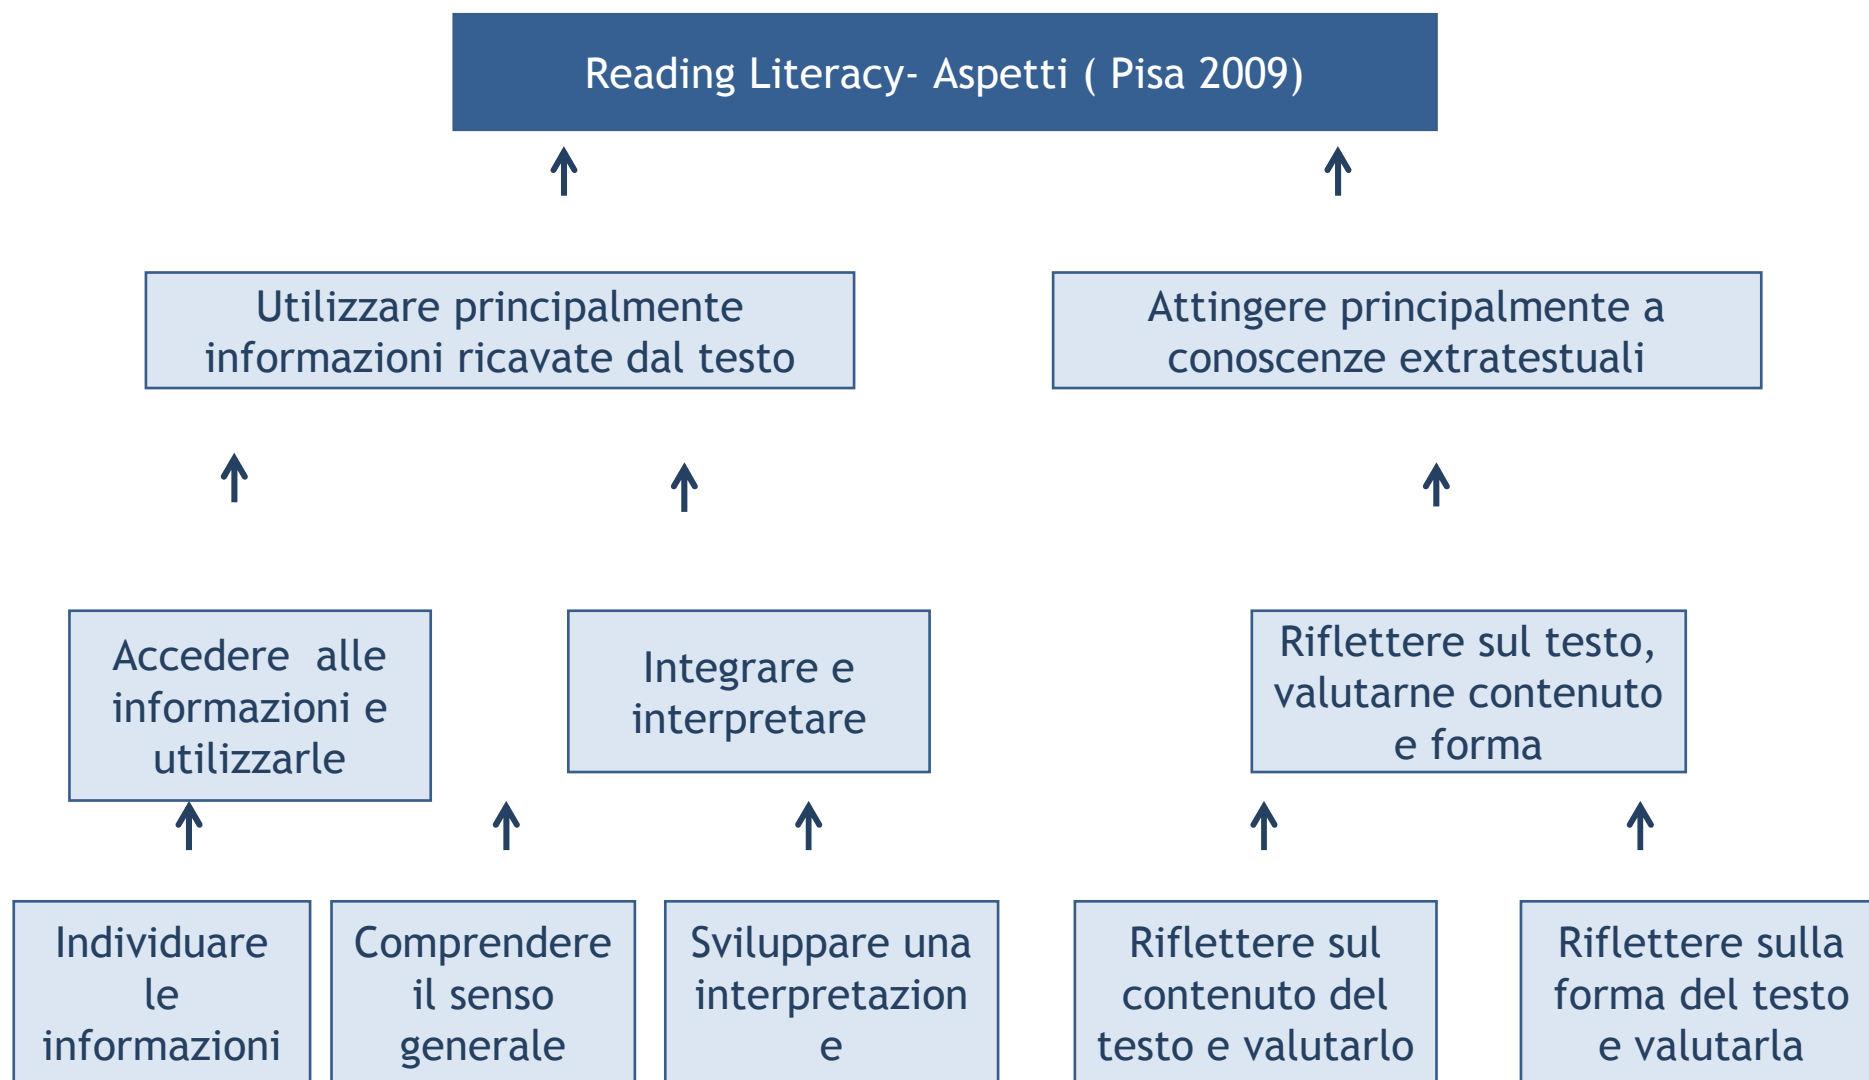 Reading Literacy- Aspetti ( Pisa 2009)
Utilizzare principalmente
informazioni ricavate dal testo
Attingere principalmente a
conoscenze extratestuali
Accedere  alle
informazioni e
utilizzarle
Integrare e
interpretare
Riflettere sul testo,
valutarne contenuto
e forma
Individuare
le
informazioni
Comprendere
il senso
generale
Sviluppare una
interpretazion
e
Riflettere sul
contenuto del
testo e valutarlo
Riflettere sulla
forma del testo
e valutarla